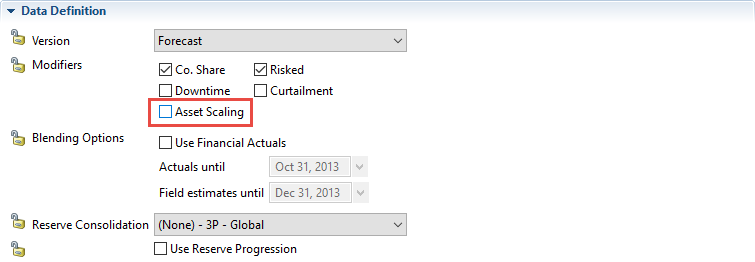 Data Definition
Version Forecast
Modifiers Co. Share Risked
Downtime Curtailment
Asset Scaling
Blending Options Use Financial Actuals
Actuals until Oct 31, 2013
Field estimates until Dec 31, 2013
Reserve Consolidation (None) - 3P - Global
Use Reserve Progression